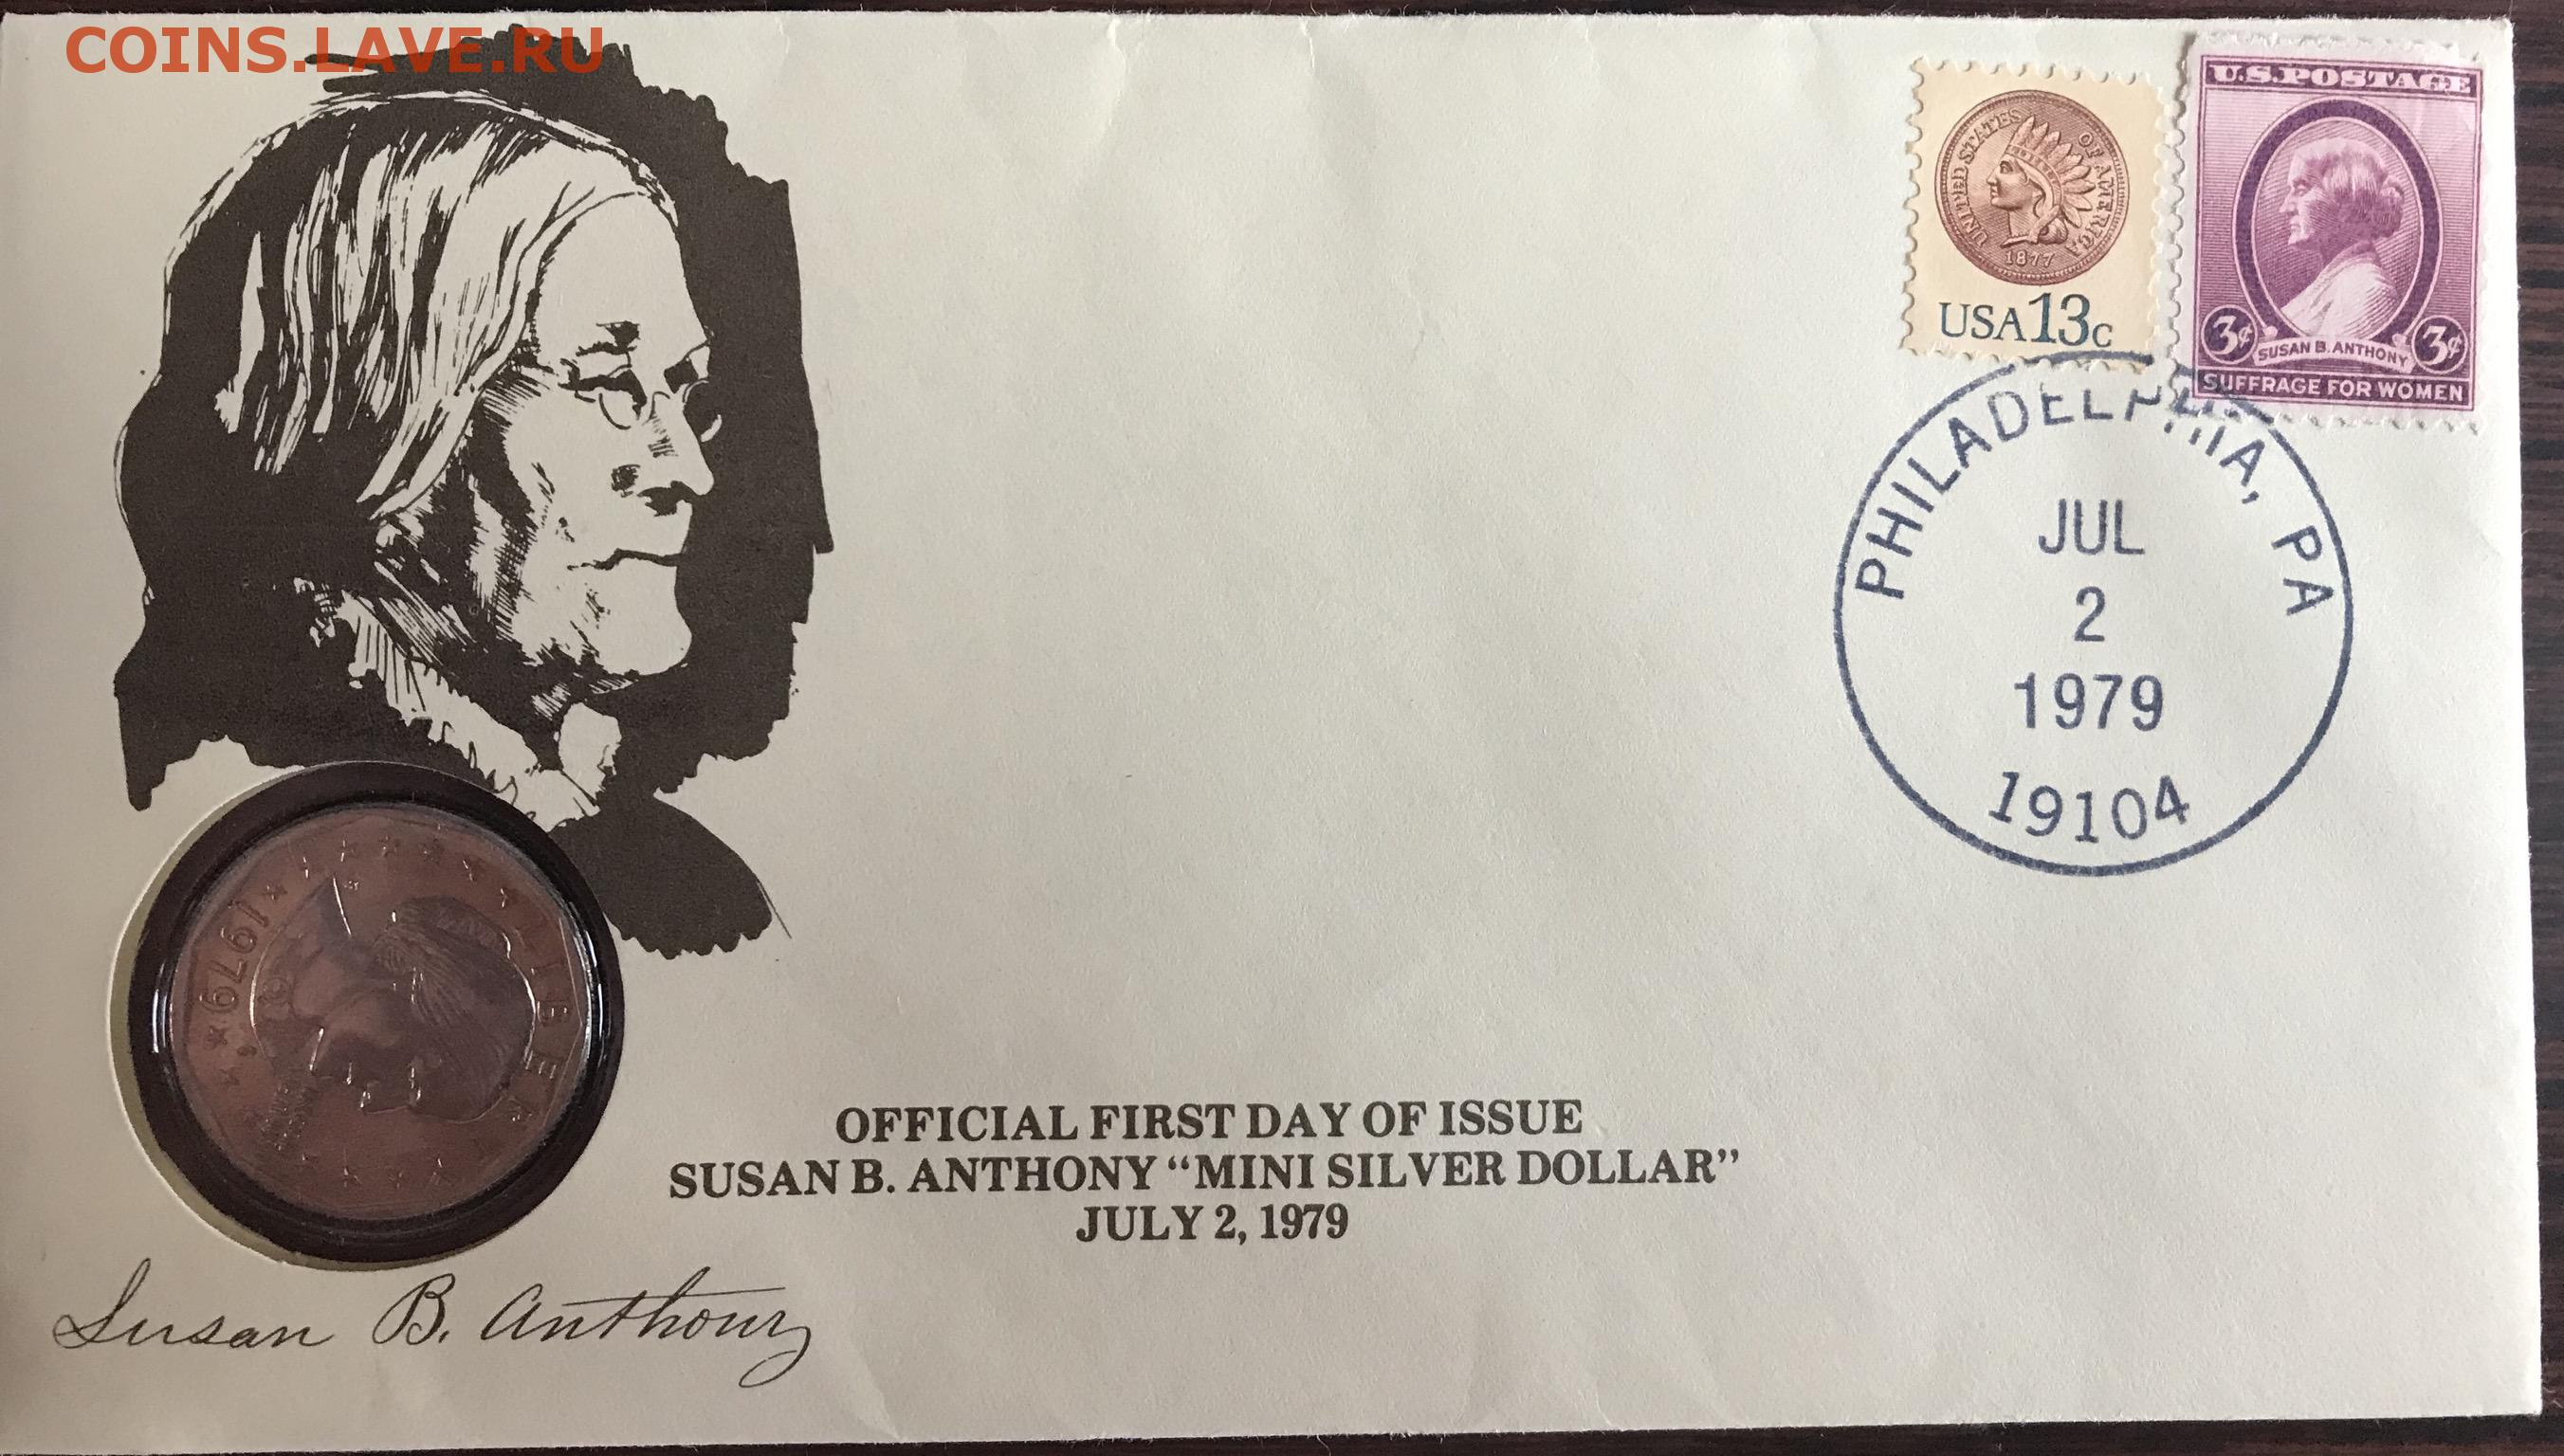 COINS.LAVE.RU
UNITED STATES OF AMERICA
1877
USA 13c
U.S. POSTAGE
3¢ SUSAN B. ANTHONY 3¢
SUFFRAGE FOR WOMEN
PHILADELPHIA, PA
JUL
2
1979
19104
LIBER
1979
OFFICIAL FIRST DAY OF ISSUE
SUSAN B. ANTHONY “MINI SILVER DOLLAR”
JULY 2, 1979
Susan B. Anthony